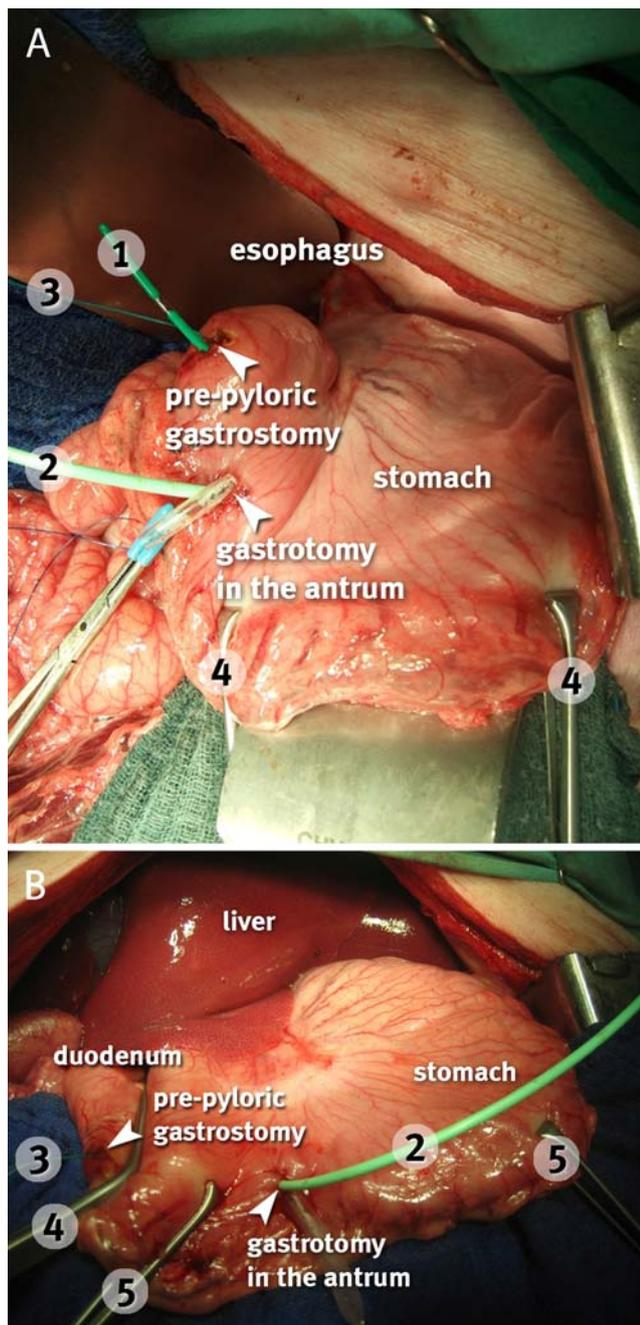 A
1
esophagus
3
pre-pyloric
gastrostomy
2
stomach
gastrotomy
in the antrum
4
4
B
liver
duodenum
stomach
pre-pyloric
gastrostomy
2
3
5
4
gastrotomy
in the antrum
5